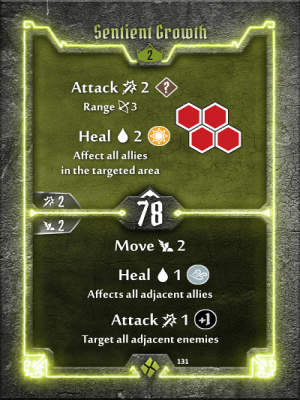 Sentient Growth
2
Attack 2 ?
Range 3
Heal 2
Affect all allies
in the targeted area
2
78
2
Move 2
Heal 1
Affects all adjacent allies
Attack 1 +1
Target all adjacent enemies
131